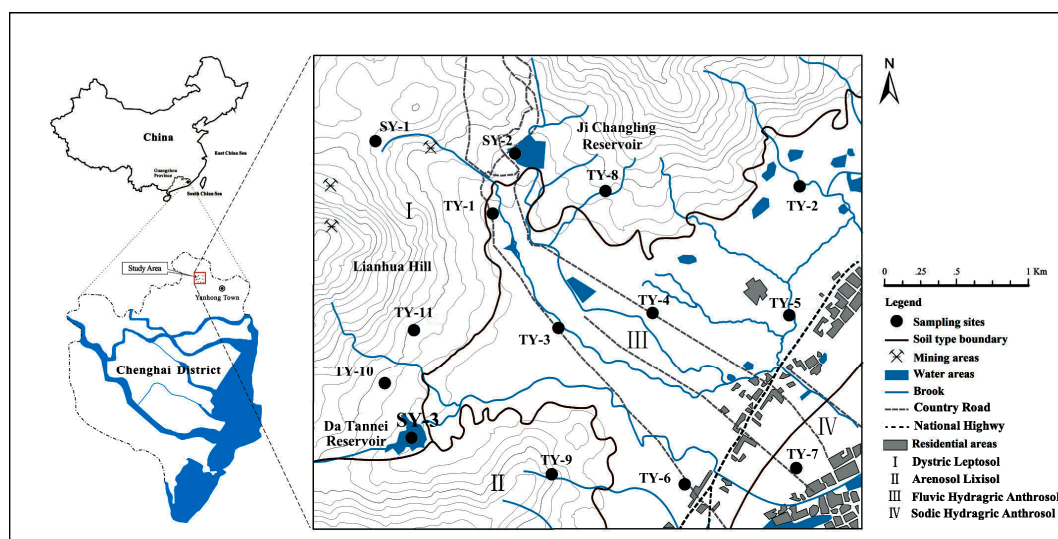 China
East China Sea
Guangzhou
Province
South China Sea
Study Area
Yanhong Town
Chenghai District
SY-1
SY-2
Ji Changling
Reservoir
TY-8
TY-2
TY-1
I
Lianhua Hill
TY-11
TY-4
TY-5
TY-3
III
TY-10
Da Tannei
Reservoir
SY-3
IV
TY-9
II
TY-6
TY-7
N
0 .5 1 Km
Legend
Sampling sites
Soil type boundary
Mining areas
Water areas
Brook
Country Road
National Highwy
Residential areas
I Dystric Leptosol
II Arenosol Lixisol
III Fluvic Hydragric Anthrosol
IV Sodic Hydragric Anthrosol